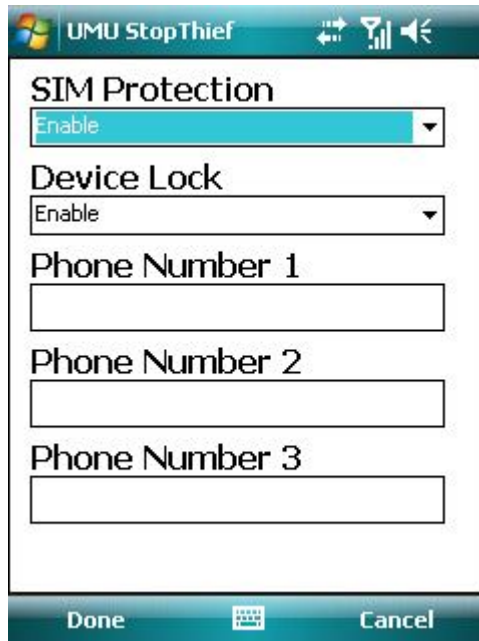 UMU StopThief
SIM Protection
Enable
Device Lock
Enable
Phone Number 1
Phone Number 2
Phone Number 3
Done Cancel